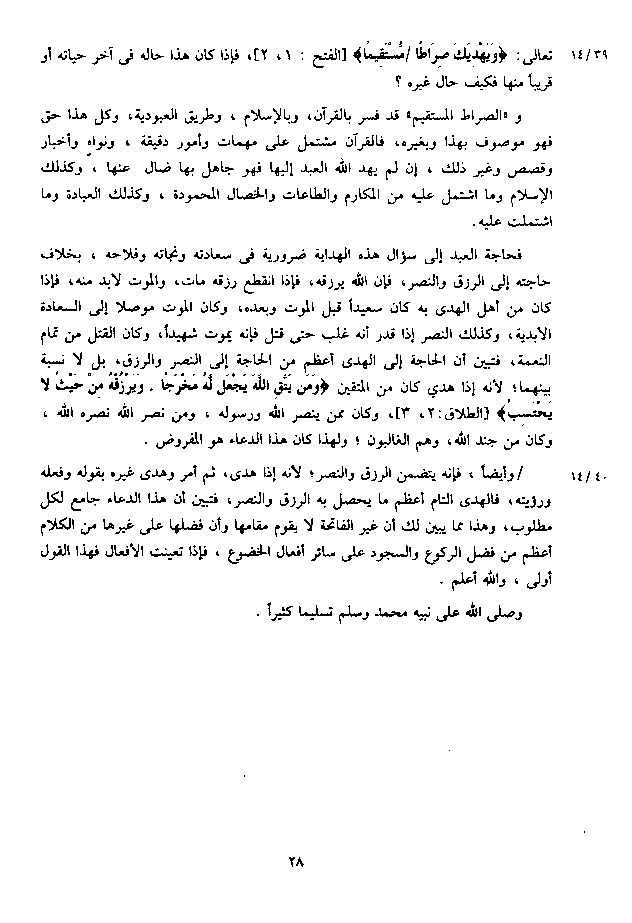 ١٤/٣٩ تعالى: ﴿وَيَهْدِيَكَ صِرَاطًا / مُّسْتَقِيمًا﴾ [الفتح : ١، ٢]، فإذا كان هذا حاله فى آخر حياته أو
قريباً منها فكيف حال غيره ؟
و «الصراط المستقيم» قد فسر بالقرآن، وبالإسلام ، وطريق العبودية، وكل هذا حق
فهو موصوف بهذا وبغيره، فالقرآن مشتمل على مهمات وأمور دقيقة ، ونواهٍ وأخبار
وقصص وغير ذلك ، إن لم يهد الله العبد إليها فهو جاهل بها ضال عنها ، وكذلك
الإسلام وما اشتمل عليه من المكارم والطاعات والخصال المحمودة ، وكذلك العبادة وما
اشتملت عليه.
فحاجة العبد إلى سؤال هذه الهداية ضرورية فى سعادته ونجاته وفلاحه ، بخلاف
حاجته إلى الرزق والنصر، فإن الله يرزقه، فإذا انقطع رزقه مات، والموت لابد منه، فإذا
كان من أهل الهدى به كان سعيداً قبل الموت وبعده، وكان الموت موصلا إلى السعادة
الأبدية ، وكذلك النصر إذا قدر أنه غلب حتى قتل فإنه يموت شهيداً، وكان القتل من تمام
النعمة، فتبين أن الحاجة إلى الهدى أعظم من الحاجة إلى النصر والرزق، بل لا نسبة
بينهما؛ لأنه إذا هدي كان من المتقين ﴿وَمَن يَتَّقِ اللَّهَ يَجْعَل لَّهُ مَخْرَجًا . وَيَرْزُقْهُ مِنْ حَيْثُ لا
يَحْتَسِبُ﴾ [الطلاق:٢، ٣]، وكان ممن ينصر الله ورسوله ، ومن نصر الله نصره الله ،
وكان من جند الله، وهم الغالبون ؛ ولهذا كان هذا الدعاء هو المفروض .
١٤/٤٠ / وأيضاً ، فإنه يتضمن الرزق والنصر؛ لأنه إذا هدى، ثم أمر وهدى غيره بقوله وفعله
ورؤيته، فالهدى التام أعظم ما يحصل به الرزق والنصر، فتبين أن هذا الدعاء جامع لكل
مطلوب، وهذا مما يبين لك أن غير الفاتحة لا يقوم مقامها وأن فضلها على غيرها من الكلام
أعظم من فضل الركوع والسجود على سائر أفعال الخضوع ، فإذا تعينت الأفعال فهذا القول
أولى ، والله أعلم .
وصلى الله على نبيه محمد وسلم تسليما كثيراً .
٢٨